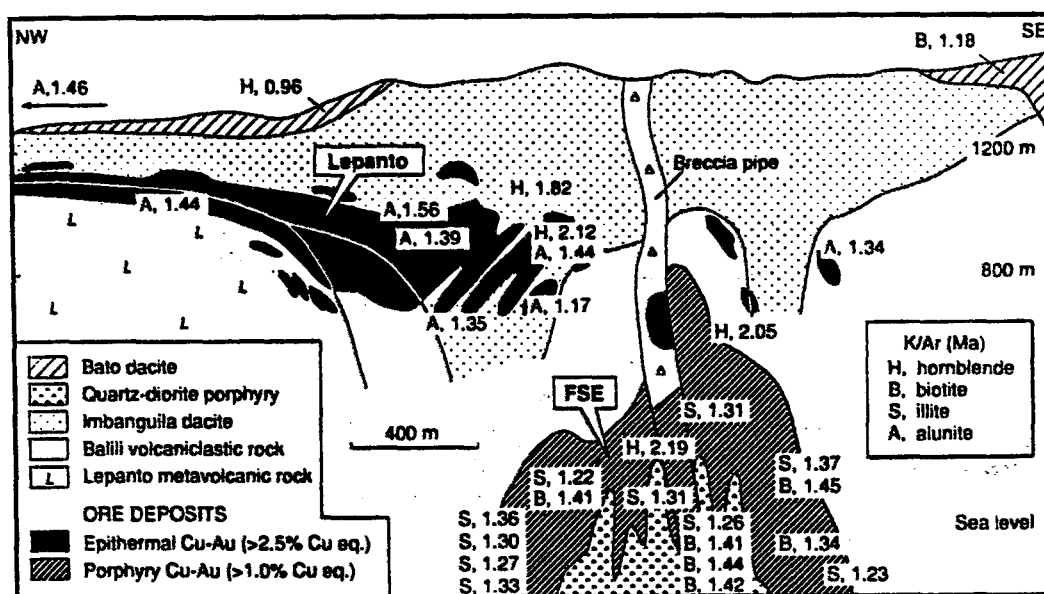 NW
SE
B, 1.18
A,1.46
H, 0.96
1200 m
Lepanto
Breccia pipe
H, 1.82
A, 1.44
A,1.56
L
L
A, 1.39
H, 2.12
A, 1.44
A, 1.34
L
800 m
A, 1.17
L
L
A, 1.35
H, 2.05
K/Ar (Ma)
H, hornblende
B, biotite
S, illite
A, alunite
Bato dacite
Quartz-diorite porphyry
Imbanguila dacite
Balili volcaniclastic rock
L Lepanto metavolcanic rock
ORE DEPOSITS
Epithermal Cu-Au (>2.5% Cu eq.)
Porphyry Cu-Au (>1.0% Cu eq.)
400 m
FSE
S, 1.31
H, 2.19
S, 1.22
B, 1.41
S, 1.31
S, 1.37
B, 1.45
S, 1.36
S, 1.30
S, 1.27
S, 1.33
S, 1.26
B, 1.41
B, 1.44
B, 1.42
B, 1.34
S, 1.23
Sea level